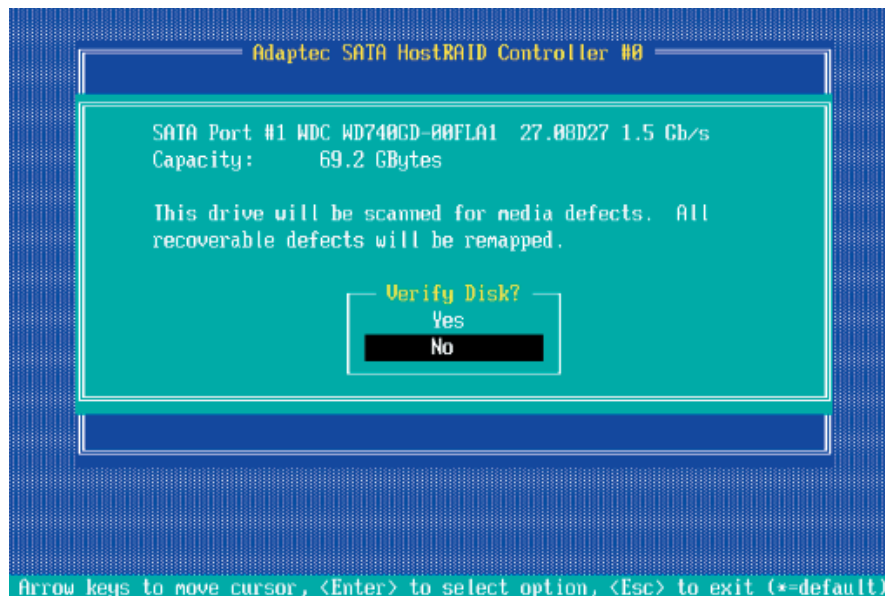 Adaptec SATA HostRAID Controller #0
SATA Port #1 WDC WD740GD-00FLA1 27.08D27 1.5 Gb/s
Capacity: 69.2 GBytes
This drive will be scanned for media defects. All
recoverable defects will be remapped.
Verify Disk?
Yes
No
Arrow keys to move cursor, <Enter> to select option, <Esc> to exit (*=default)